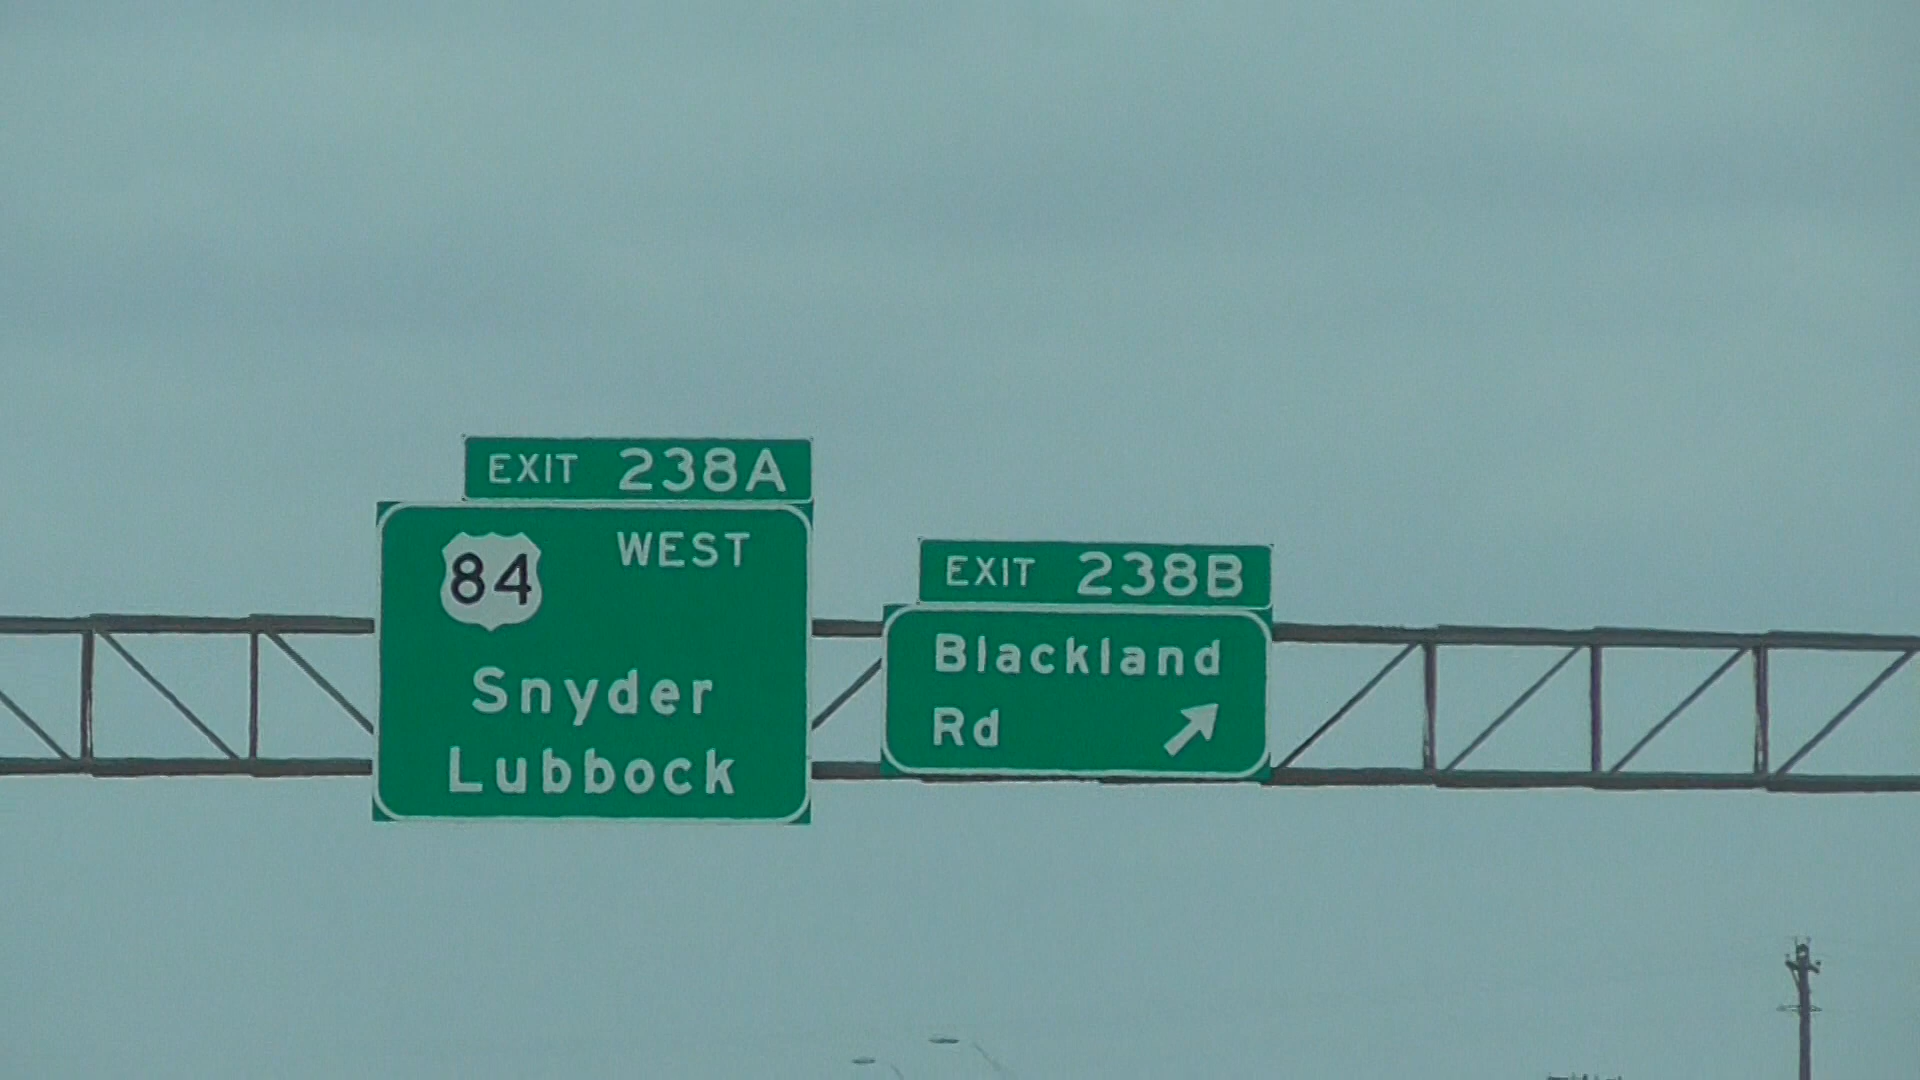 EXIT 238A
84 WEST
Snyder
Lubbock
EXIT 238B
Blackland
Rd